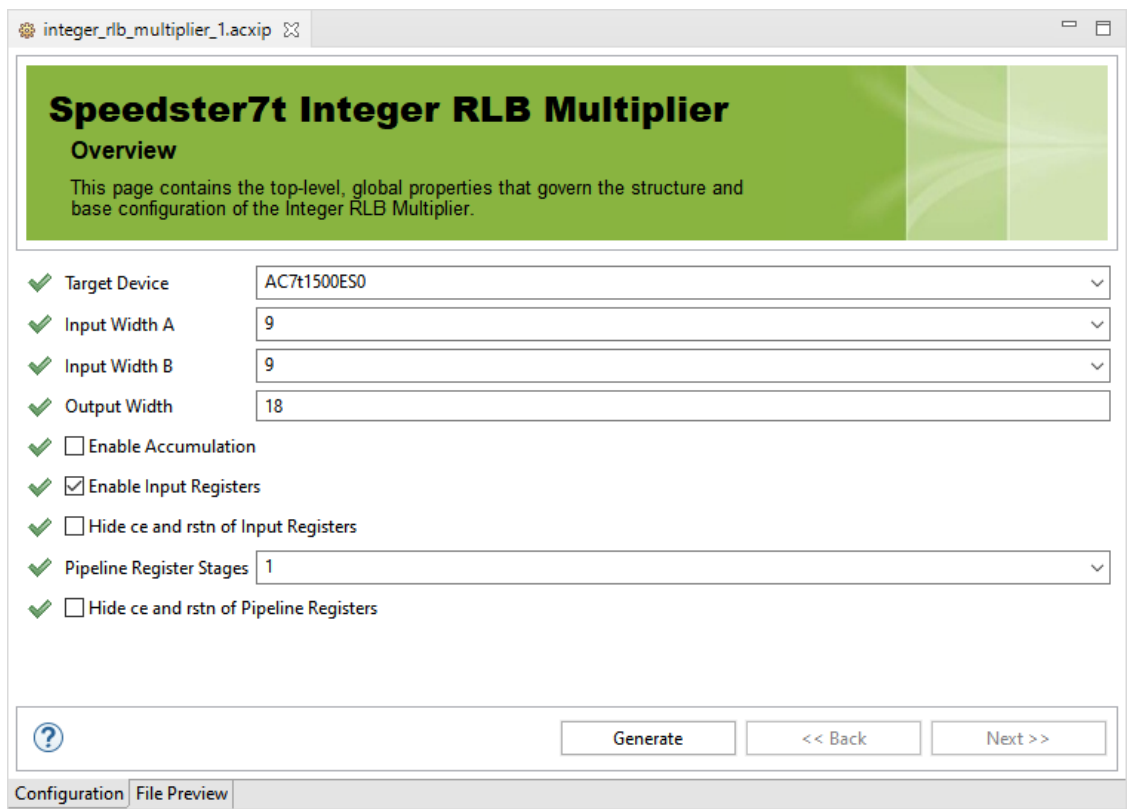 integer_rlb_multiplier_1.acxip
Speedster7t Integer RLB Multiplier
Overview
This page contains the top-level, global properties that govern the structure and
base configuration of the Integer RLB Multiplier.
Target Device AC7t1500ES0
Input Width A 9
Input Width B 9
Output Width 18
Enable Accumulation
Enable Input Registers
Hide ce and rstn of Input Registers
Pipeline Register Stages 1
Hide ce and rstn of Pipeline Registers
? Generate << Back Next >>
Configuration File Preview